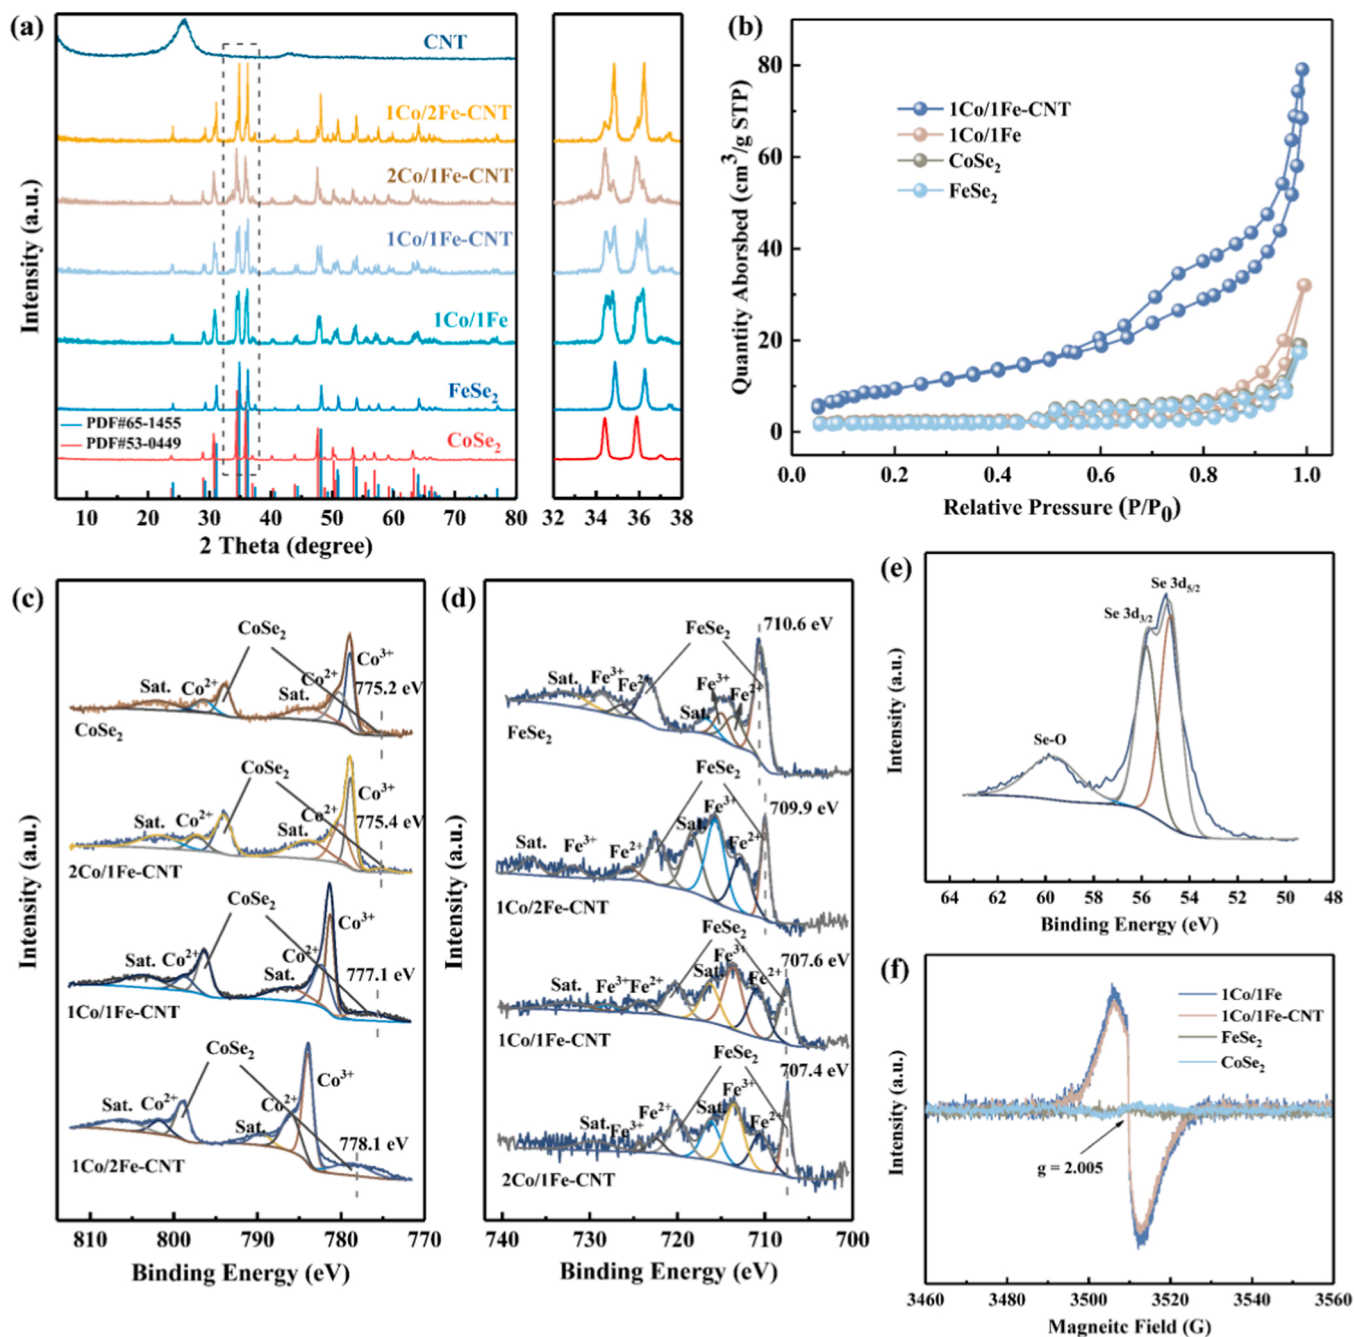 (a)
CNT
1Co/2Fe-CNT
2Co/1Fe-CNT
1Co/1Fe-CNT
1Co/1Fe
FeSe2
CoSe2
PDF#65-1455
PDF#53-0449
Intensity (a.u.)
10 20 30 40 50 60 70 80
32 34 36 38
2 Theta (degree)
(b)
80
60
40
20
0
1Co/1Fe-CNT
1Co/1Fe
CoSe2
FeSe2
Quantity Aborsbed (cm3/g STP)
0.0 0.2 0.4 0.6 0.8 1.0
Relative Pressure (P/P0)
(c)
CoSe2
Co3+
Co2+
775.2 eV
Sat. Co2+
Sat.
CoSe2
CoSe2
Co3+
Co2+
775.4 eV
Sat. Co2+
Sat.
2Co/1Fe-CNT
CoSe2
Co3+
Co2+
777.1 eV
Sat. Co2+
Sat.
1Co/1Fe-CNT
CoSe2
Co3+
Co2+
Sat. Co2+
Sat.
778.1 eV
1Co/2Fe-CNT
Intensity (a.u.)
810 800 790 780 770
Binding Energy (eV)
(d)
710.6 eV
FeSe2
Sat. Fe3+
Fe2+
Fe3+
Fe2+
Sat.
FeSe2
FeSe2
709.9 eV
Fe3+
Sat.
Fe2+
Sat. Fe3+
Fe2+
1Co/2Fe-CNT
FeSe2
707.6 eV
Fe3+
Sat.
Fe2+
Sat. Fe3+ Fe2+
1Co/1Fe-CNT
FeSe2
707.4 eV
Fe3+
Fe2+
Sat.
Fe2+
Sat. Fe3+
2Co/1Fe-CNT
Intensity (a.u.)
740 730 720 710 700
Binding Energy (eV)
(e)
Se 3d5/2
Se 3d3/2
Se-O
Intensity (a.u.)
64 62 60 58 56 54 52 50 48
Binding Energy (eV)
(f)
1Co/1Fe
1Co/1Fe-CNT
FeSe2
CoSe2
g = 2.005
Intensity (a.u.)
3460 3480 3500 3520 3540 3560
Magneitc Field (G)